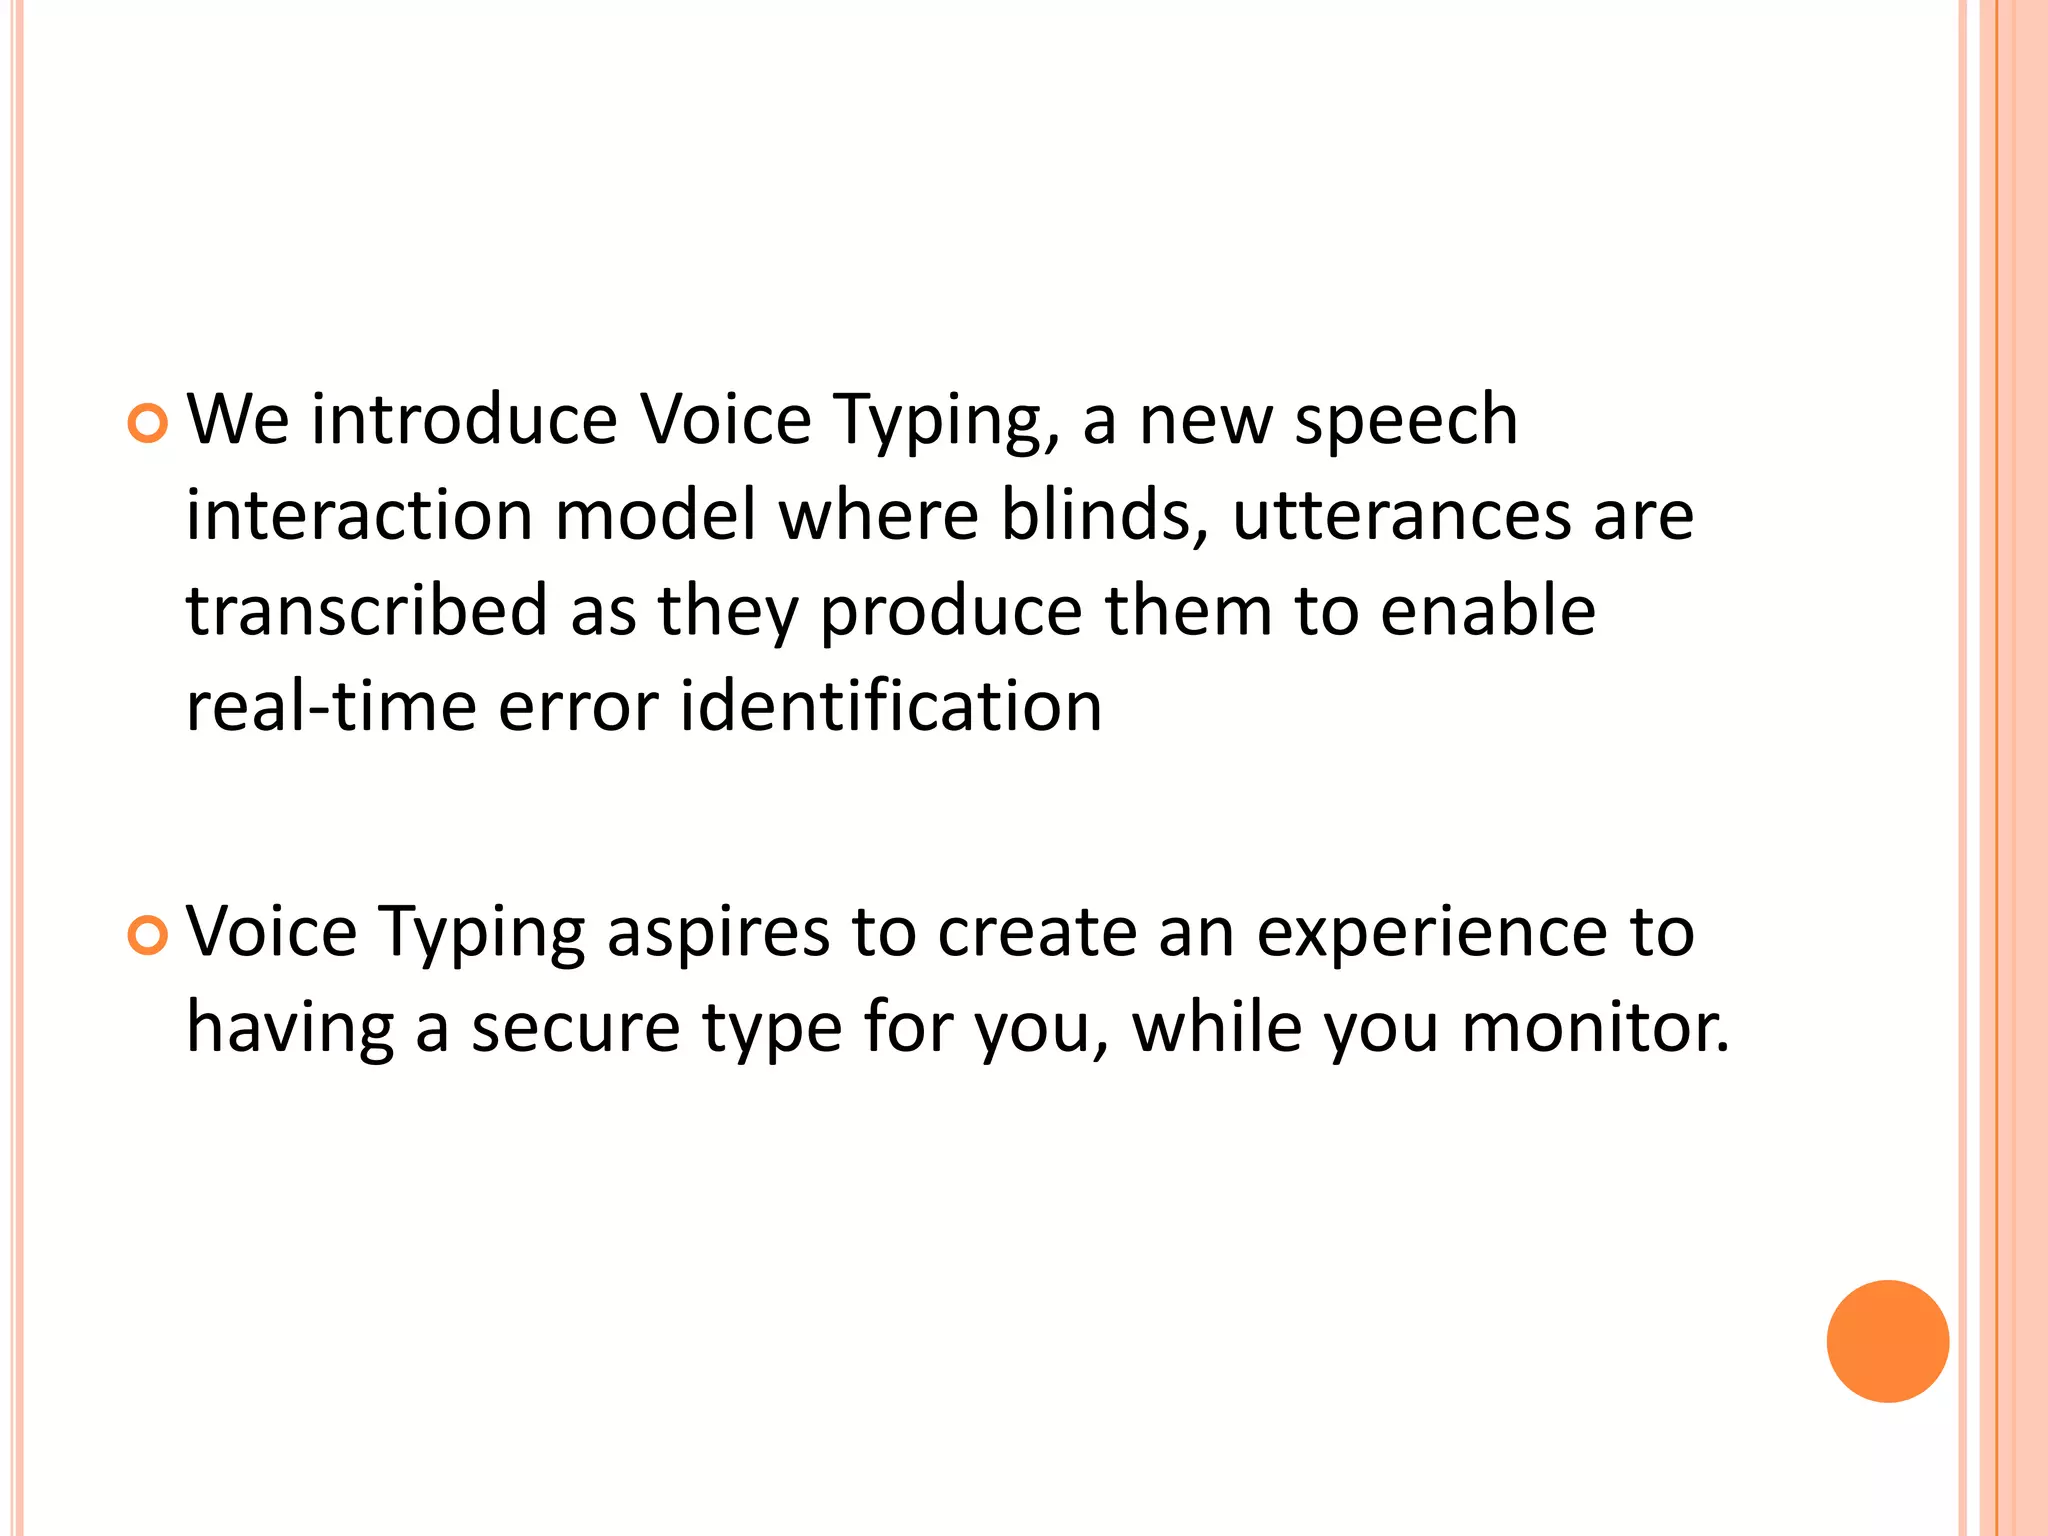 We introduce Voice Typing, a new speech
interaction model where blinds, utterances are
transcribed as they produce them to enable
real-time error identification
Voice Typing aspires to create an experience to
having a secure type for you, while you monitor.